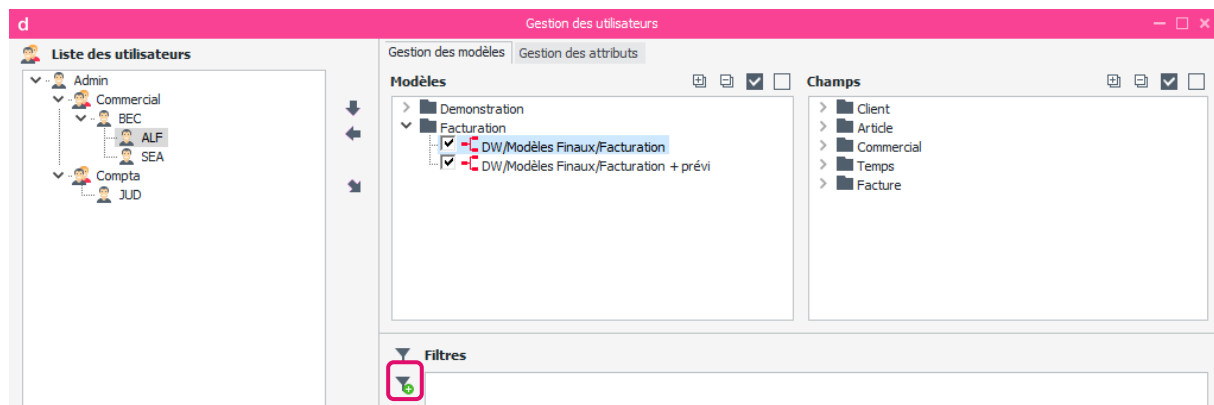 d Gestion des utilisateurs
Liste des utilisateurs
Admin
Commercial
BEC
ALF
SEA
Compta
JUD
Gestion des modèles Gestion des attributs
Modèles
Demonstration
Facturation
DW/Modèles Finaux/Facturation
DW/Modèles Finaux/Facturation + prévi
Champs
Client
Article
Commercial
Temps
Facture
Filtres